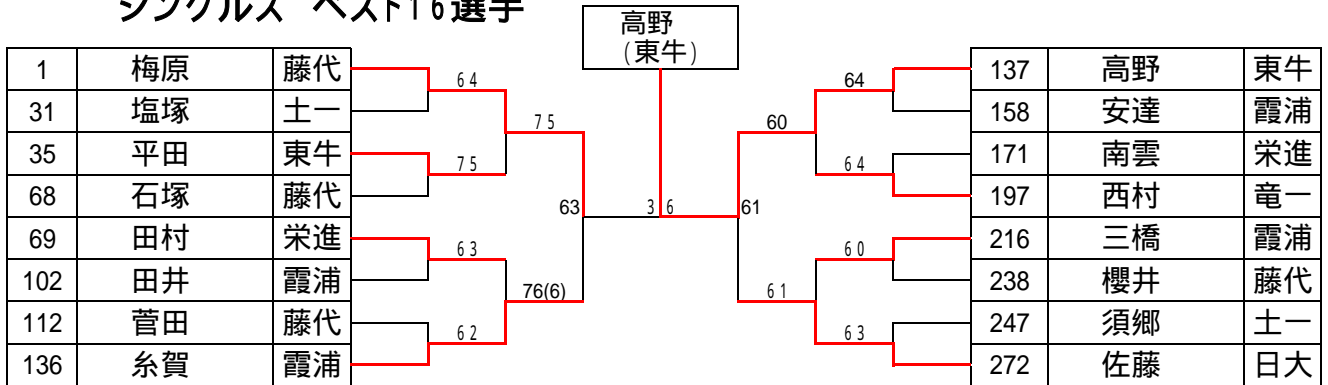 シングルス ベスト16選手
高野
(東牛)
1 梅原 藤代
31 塩塚 土一
35 平田 東牛
68 石塚 藤代
69 田村 栄進
102 田井 霞浦
112 菅田 藤代
136 糸賀 霞浦
64
75
75
63
63
76(6)
62
36
61
64
60
64
60
61
63
137 高野 東牛
158 安達 霞浦
171 南雲 栄進
197 西村 竜一
216 三橋 霞浦
238 櫻井 藤代
247 須郷 土一
272 佐藤 日大